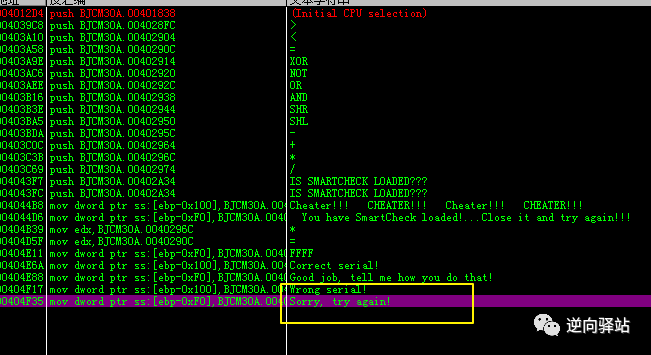 地址 反汇编 文本字符串
004012D4 push BJCM30A.00401838 (Initial CPU selection)
004039C8 push BJCM30A.004028FC >
00403A10 push BJCM30A.00402904 <
00403A58 push BJCM30A.0040290C =
00403A9E push BJCM30A.00402914 XOR
00403AC6 push BJCM30A.00402920 NOT
00403AEE push BJCM30A.0040292C OR
00403B16 push BJCM30A.00402938 AND
00403B3E push BJCM30A.00402944 SHR
00403BA5 push BJCM30A.00402950 SHL
00403BDA push BJCM30A.0040295C -
00403C0C push BJCM30A.00402964 +
00403C3B push BJCM30A.0040296C *
00403C69 push BJCM30A.00402974 /
004043F7 push BJCM30A.00402A34 IS SMARTCHECK LOADED???
004043FC push BJCM30A.00402A34 IS SMARTCHECK LOADED???
004044B8 mov dword ptr ss:[ebp-0x100],BJCM30A.004 Cheater!!! CHEATER!!! Cheater!!! CHEATER!!!
004044D6 mov dword ptr ss:[ebp-0xF0],BJCM30A.0040 You have SmartCheck loaded!...Close it and try again!!!
00404B39 mov edx,BJCM30A.0040296C *
00404D5F mov edx,BJCM30A.0040290C =
00404E11 mov dword ptr ss:[ebp-0xF0],BJCM30A.0040 FFFF
00404E6A mov dword ptr ss:[ebp-0x100],BJCM30A.004 Correct serial!
00404E88 mov dword ptr ss:[ebp-0xF0],BJCM30A.0040 Good job, tell me how you do that!
00404F17 mov dword ptr ss:[ebp-0x100],BJCM30A.004 Wrong serial!
00404F35 mov dword ptr ss:[ebp-0xF0],BJCM30A.0040 Sorry, try again!
逆向驿站